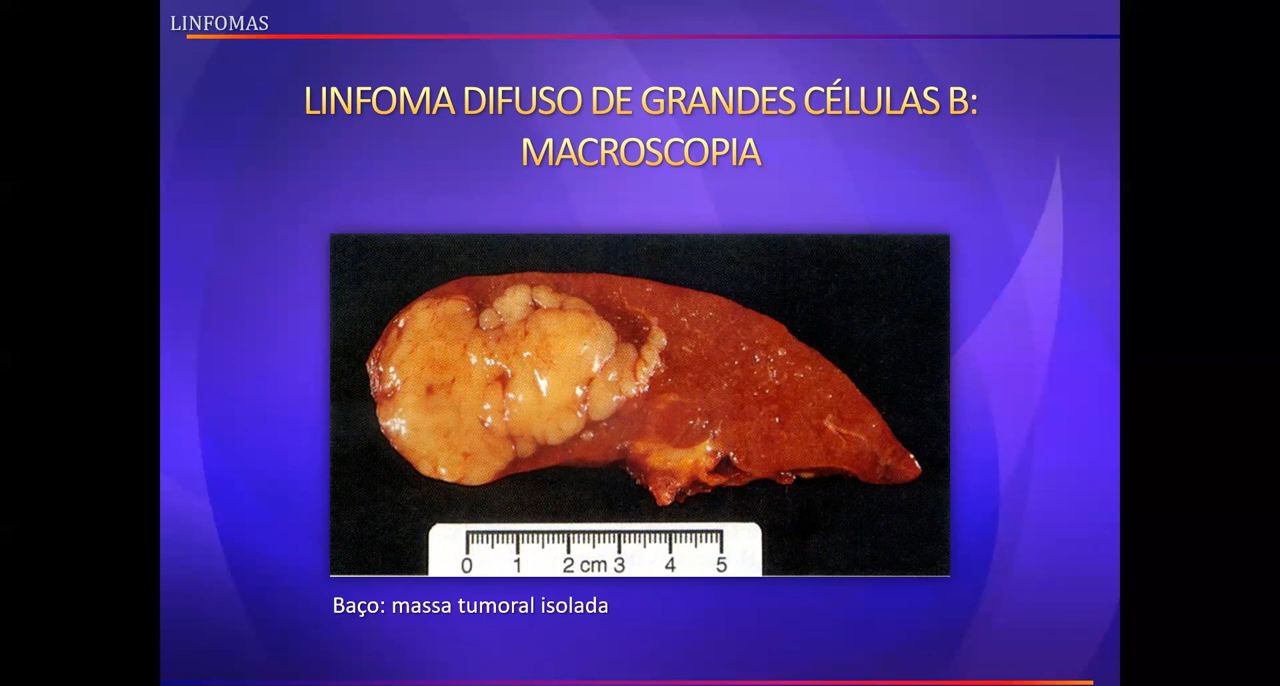 LINFOMAS
LINFOMA DIFUSO DE GRANDES CÉLULAS B:
MACROSCOPIA
0 1 2 cm 3 4 5
Baço: massa tumoral isolada